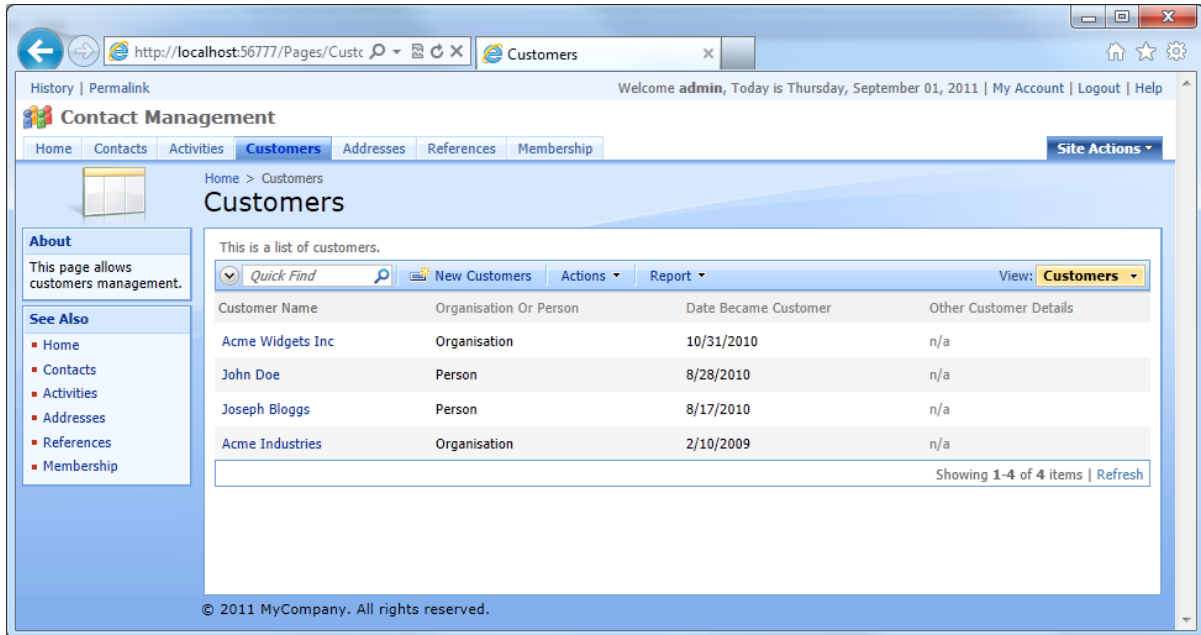 http://localhost:56777/Pages/Custc
Customers
History | Permalink
Welcome admin, Today is Thursday, September 01, 2011 | My Account | Logout | Help
Contact Management
Home Contacts Activities Customers Addresses References Membership Site Actions
Home > Customers
Customers
About
This page allows
customers management.
See Also
Home
Contacts
Activities
Addresses
References
Membership
This is a list of customers.
Quick Find New Customers Actions Report View: Customers
Customer Name Organisation Or Person Date Became Customer Other Customer Details
Acme Widgets Inc Organisation 10/31/2010 n/a
John Doe Person 8/28/2010 n/a
Joseph Bloggs Person 8/17/2010 n/a
Acme Industries Organisation 2/10/2009 n/a
Showing 1-4 of 4 items | Refresh
© 2011 MyCompany. All rights reserved.